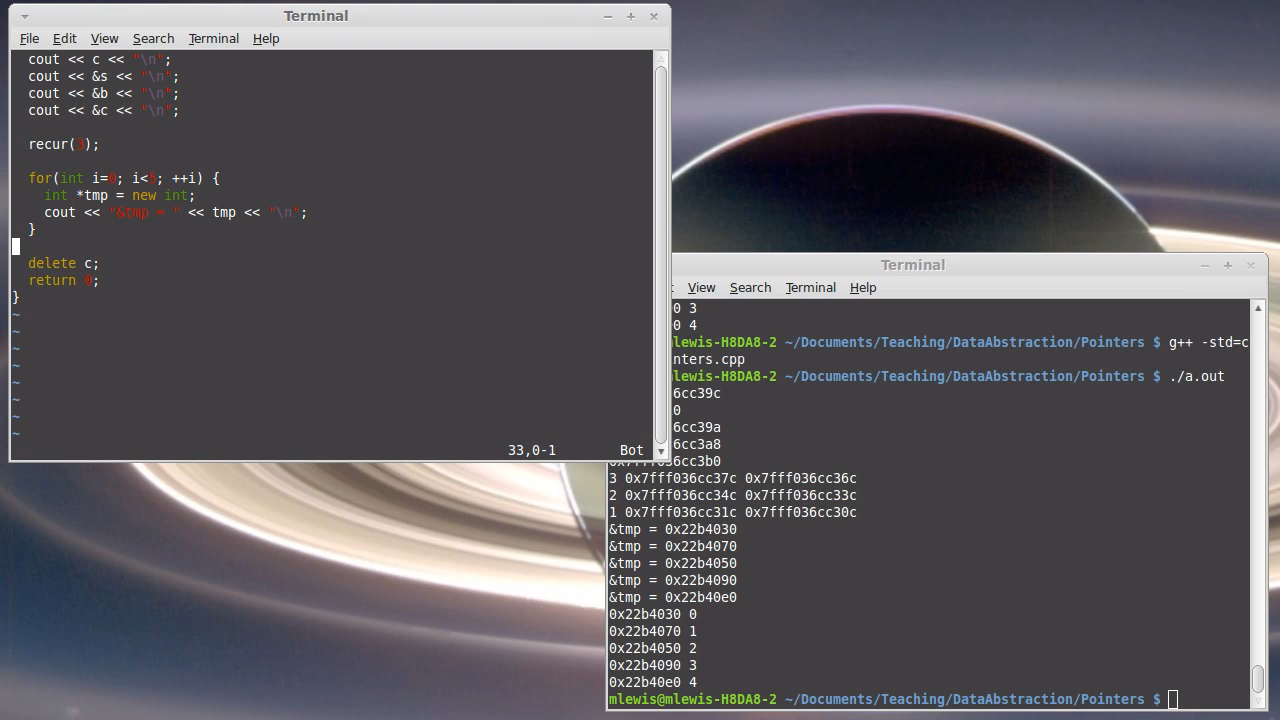 Terminal
File Edit View Search Terminal Help
cout << c << "\n";
cout << &s << "\n";
cout << &b << "\n";
cout << &c << "\n";
recur(3);
for(int i=0; i<5; ++i) {
int *tmp = new int;
cout << "&tmp = " << tmp << "\n";
}
delete c;
return 0;
}
~
~
~
~
~
~
~
~
33,0-1 Bot
Terminal
View Search Terminal Help
0 3
0 4
lewis-H8DA8-2 ~/Documents/Teaching/DataAbstraction/Pointers $ g++ -std=c
nters.cpp
lewis-H8DA8-2 ~/Documents/Teaching/DataAbstraction/Pointers $ ./a.out
6cc39c
0
6cc39a
6cc3a8
0x7fff036cc3b0
3 0x7fff036cc37c 0x7fff036cc36c
2 0x7fff036cc34c 0x7fff036cc33c
1 0x7fff036cc31c 0x7fff036cc30c
&tmp = 0x22b4030
&tmp = 0x22b4070
&tmp = 0x22b4050
&tmp = 0x22b4090
&tmp = 0x22b40e0
0x22b4030 0
0x22b4070 1
0x22b4050 2
0x22b4090 3
0x22b40e0 4
mlewis@mlewis-H8DA8-2 ~/Documents/Teaching/DataAbstraction/Pointers $